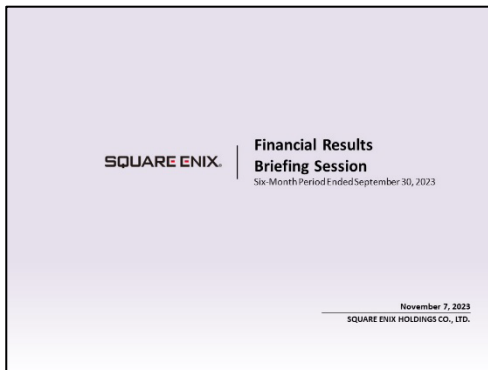 SQUARE ENIX.
Financial Results
Briefing Session
Six-Month Period Ended September 30, 2023
November 7, 2023
SQUARE ENIX HOLDINGS CO., LTD.